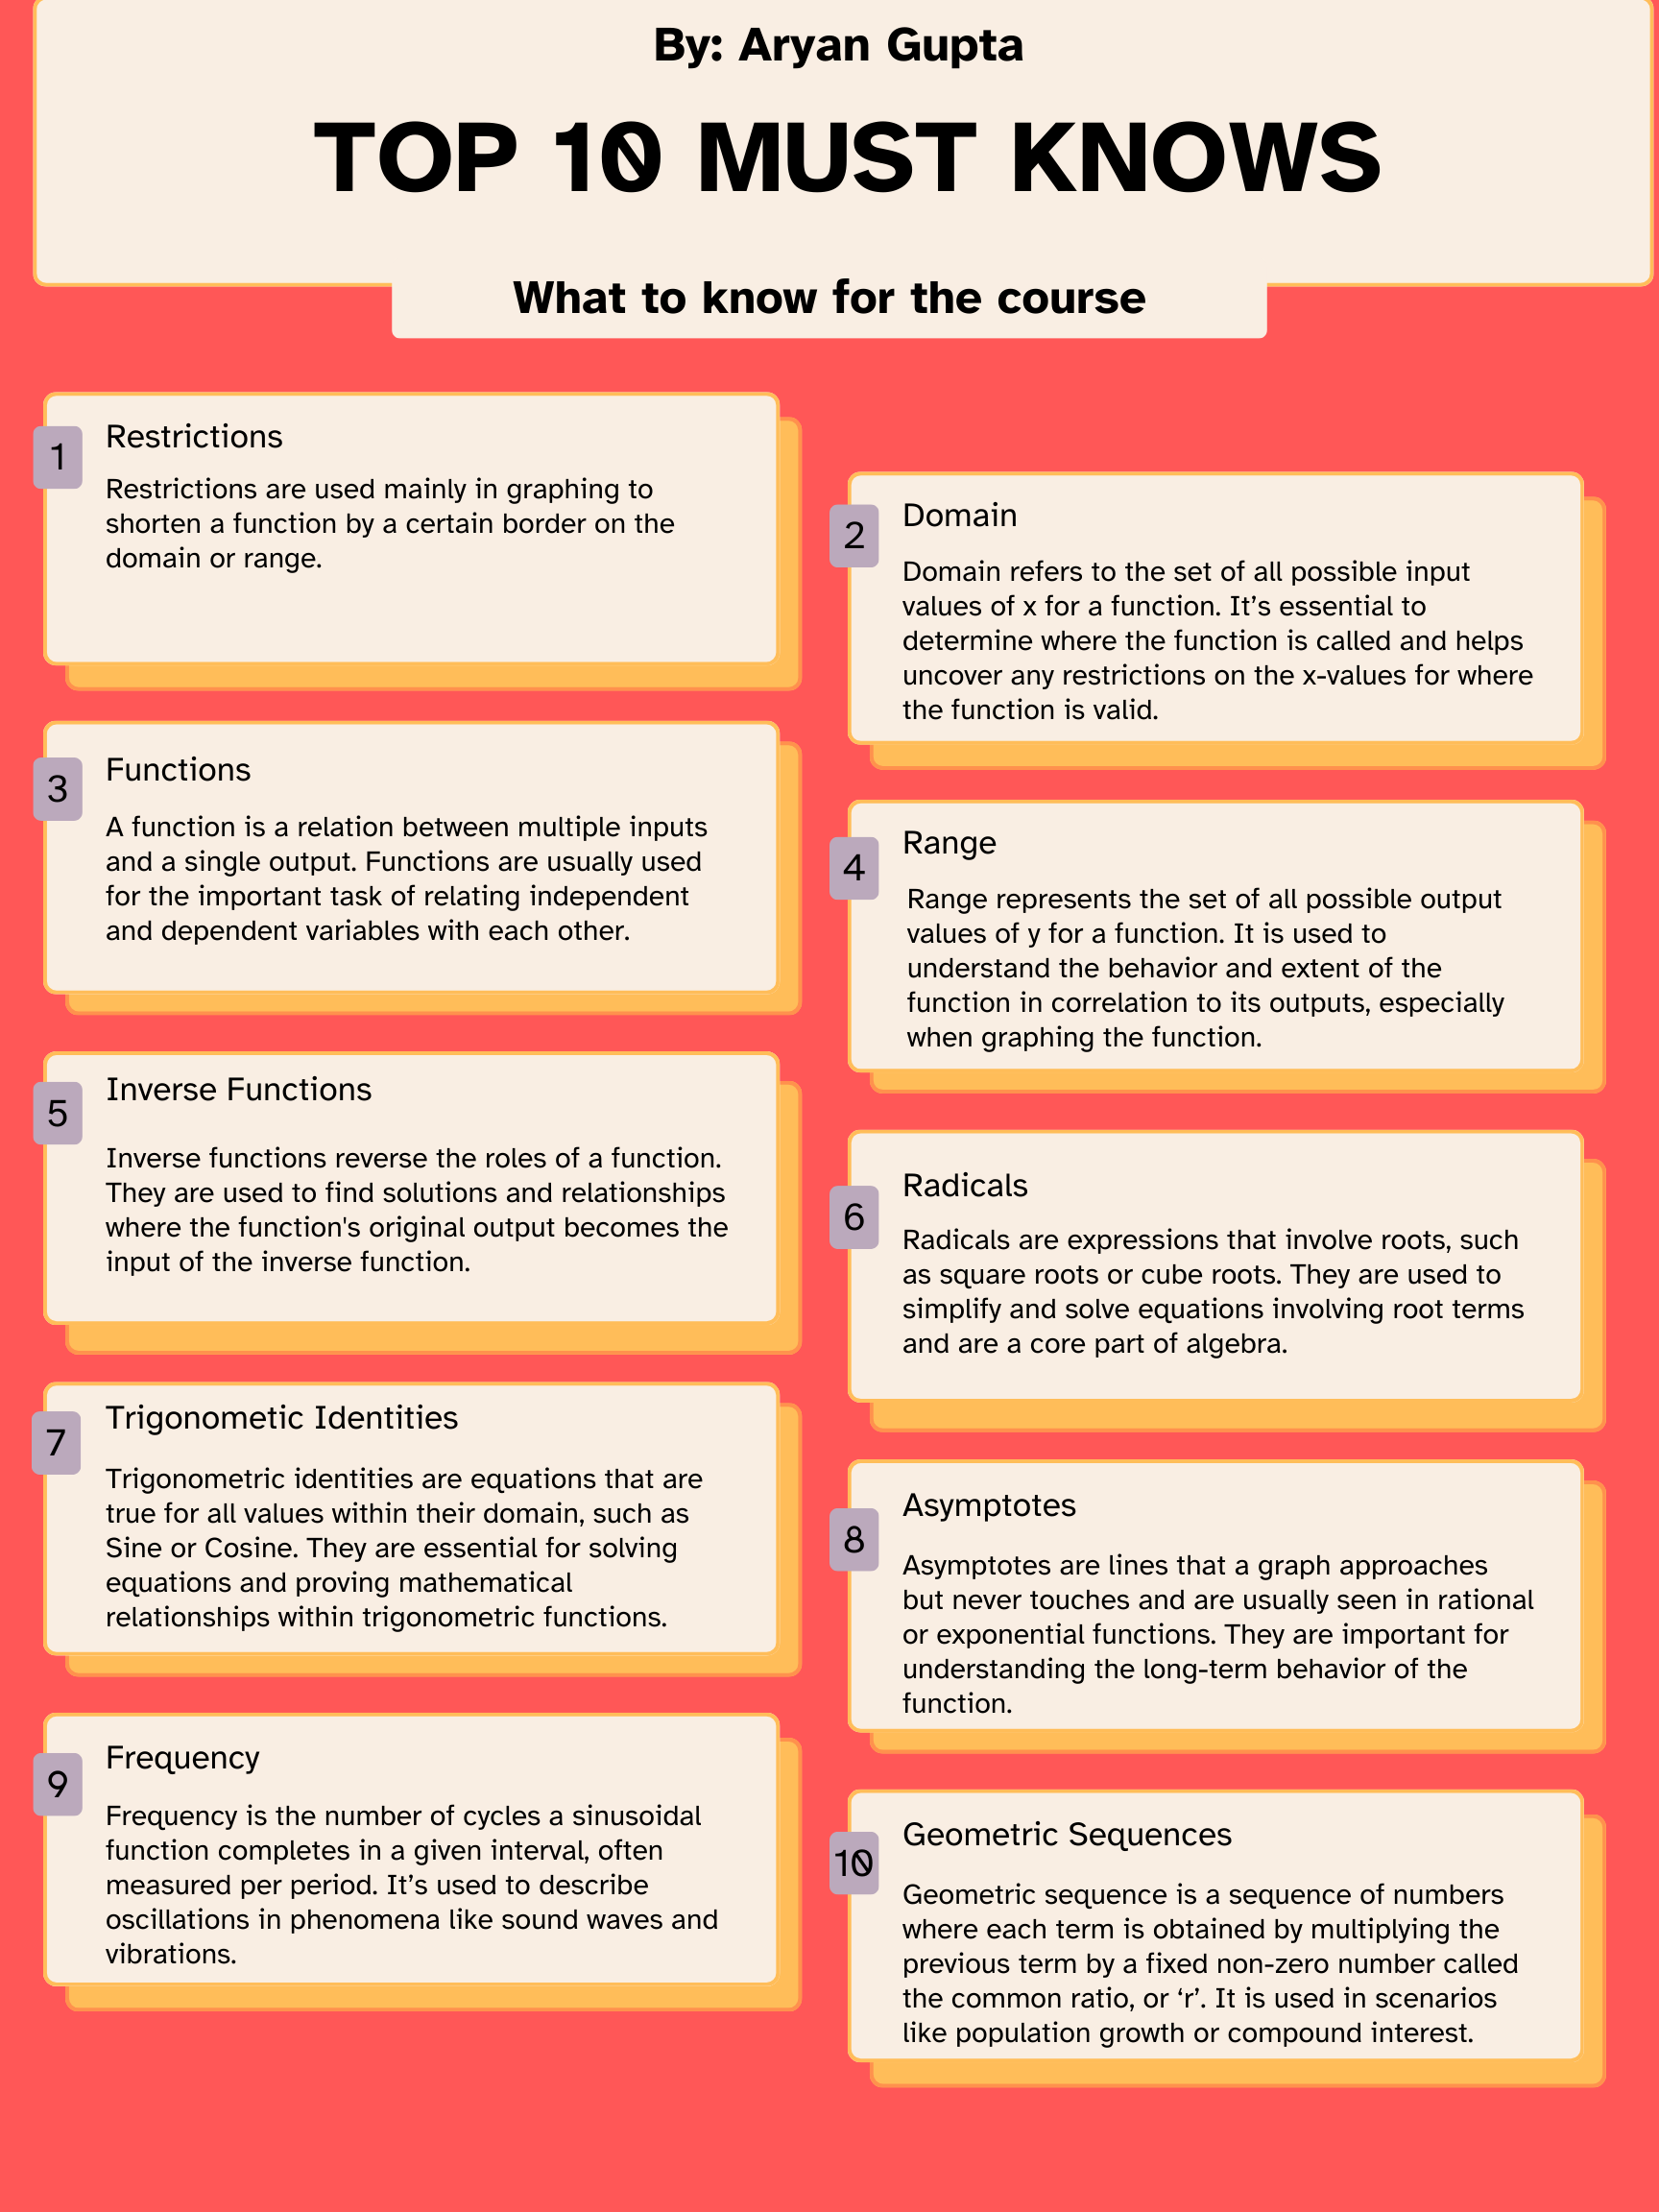 By: Aryan Gupta
TOP 10 MUST KNOWS
What to know for the course
1
Restrictions
Restrictions are used mainly in graphing to
shorten a function by a certain border on the
domain or range.
2
Domain
Domain refers to the set of all possible input
values of x for a function. It’s essential to
determine where the function is called and helps
uncover any restrictions on the x-values for where
the function is valid.
3
Functions
A function is a relation between multiple inputs
and a single output. Functions are usually used
for the important task of relating independent
and dependent variables with each other.
4
Range
Range represents the set of all possible output
values of y for a function. It is used to
understand the behavior and extent of the
function in correlation to its outputs, especially
when graphing the function.
5
Inverse Functions
Inverse functions reverse the roles of a function.
They are used to find solutions and relationships
where the function's original output becomes the
input of the inverse function.
6
Radicals
Radicals are expressions that involve roots, such
as square roots or cube roots. They are used to
simplify and solve equations involving root terms
and are a core part of algebra.
7
Trigonometic Identities
Trigonometric identities are equations that are
true for all values within their domain, such as
Sine or Cosine. They are essential for solving
equations and proving mathematical
relationships within trigonometric functions.
8
Asymptotes
Asymptotes are lines that a graph approaches
but never touches and are usually seen in rational
or exponential functions. They are important for
understanding the long-term behavior of the
function.
9
Frequency
Frequency is the number of cycles a sinusoidal
function completes in a given interval, often
measured per period. It’s used to describe
oscillations in phenomena like sound waves and
vibrations.
10
Geometric Sequences
Geometric sequence is a sequence of numbers
where each term is obtained by multiplying the
previous term by a fixed non-zero number called
the common ratio, or ‘r’. It is used in scenarios
like population growth or compound interest.